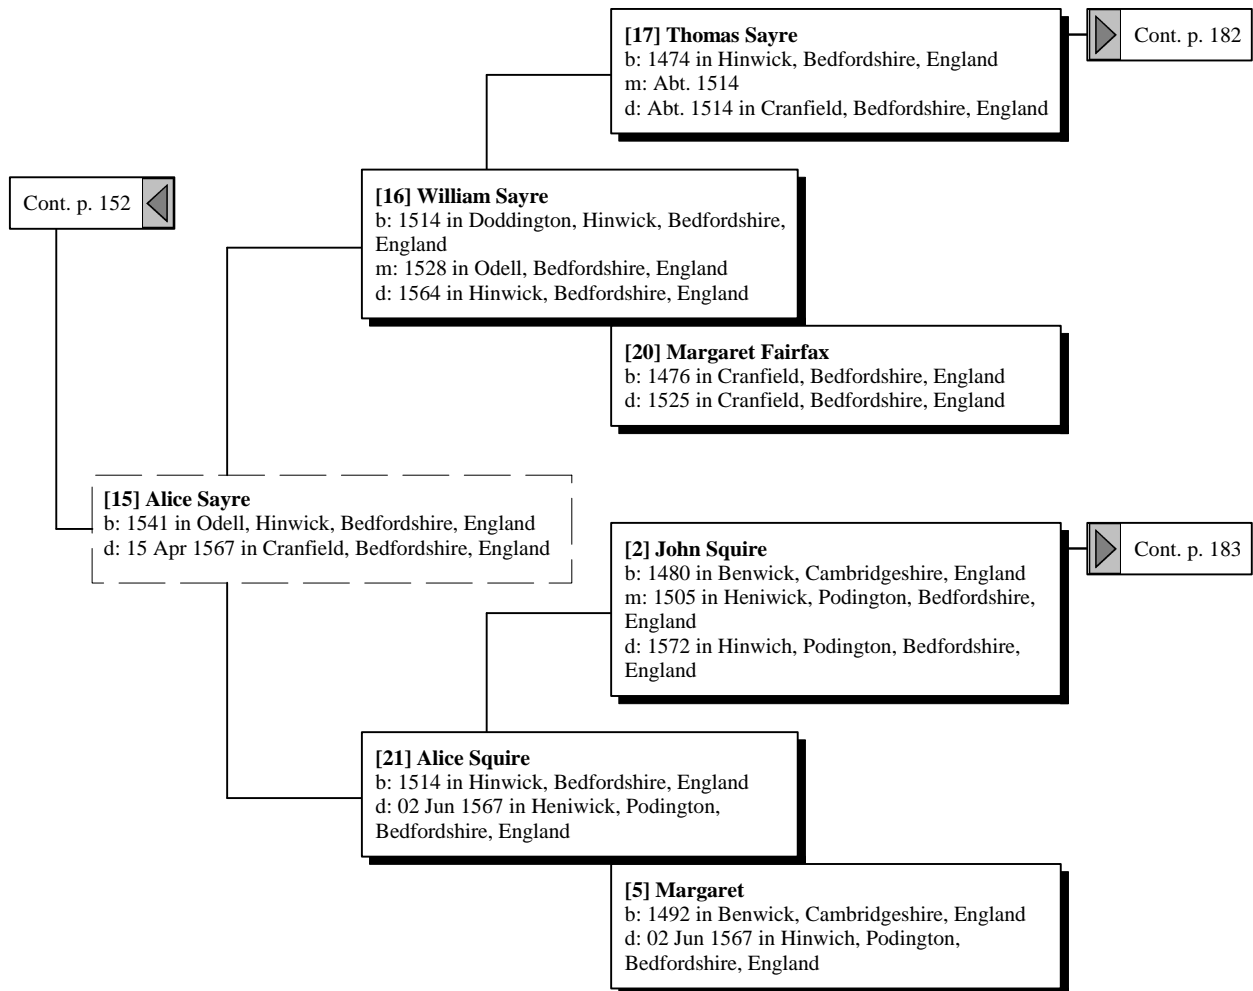 [17] Thomas Sayre
b: 1474 in Hinwick, Bedfordshire, England
m: Abt. 1514
d: Abt. 1514 in Cranfield, Bedfordshire, England
Cont. p. 182
[16] William Sayre
b: 1514 in Doddington, Hinwick, Bedfordshire,
England
m: 1528 in Odell, Bedfordshire, England
d: 1564 in Hinwick, Bedfordshire, England
Cont. p. 152
[20] Margaret Fairfax
b: 1476 in Cranfield, Bedfordshire, England
d: 1525 in Cranfield, Bedfordshire, England
[15] Alice Sayre
b: 1541 in Odell, Hinwick, Bedfordshire, England
d: 15 Apr 1567 in Cranfield, Bedfordshire, England
[2] John Squire
b: 1480 in Benwick, Cambridgeshire, England
m: 1505 in Heniwick, Podington, Bedfordshire,
England
d: 1572 in Hinwich, Podington, Bedfordshire,
England
Cont. p. 183
[21] Alice Squire
b: 1514 in Hinwick, Bedfordshire, England
d: 02 Jun 1567 in Heniwick, Podington,
Bedfordshire, England
[5] Margaret
b: 1492 in Benwick, Cambridgeshire, England
d: 02 Jun 1567 in Hinwich, Podington,
Bedfordshire, England